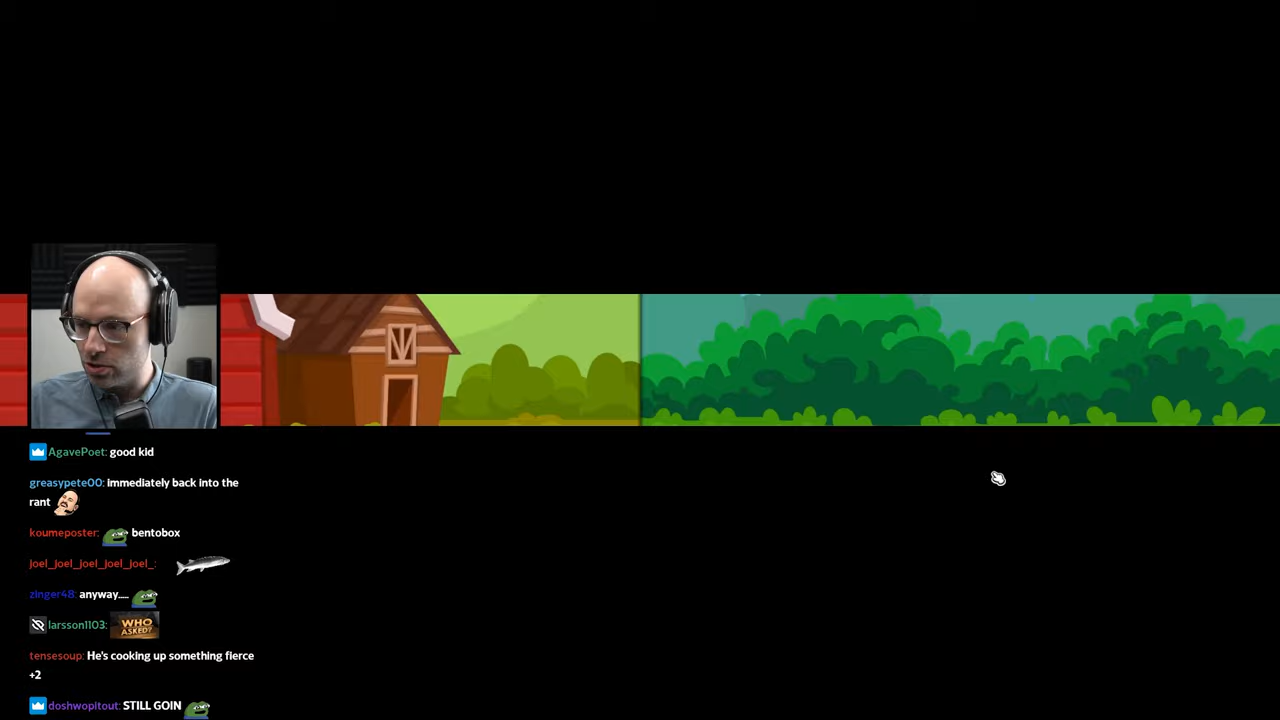 AgavePoet: good kid
greasypete00: immediately back into the
rant
koumeposter: bentobox
joel_joel_joel_joel_joel_:
zinger48: anyway....
larsson1103: WHO
ASKED?
tensesoup: He's cooking up something fierce
+2
doshwopitout: STILL GOIN